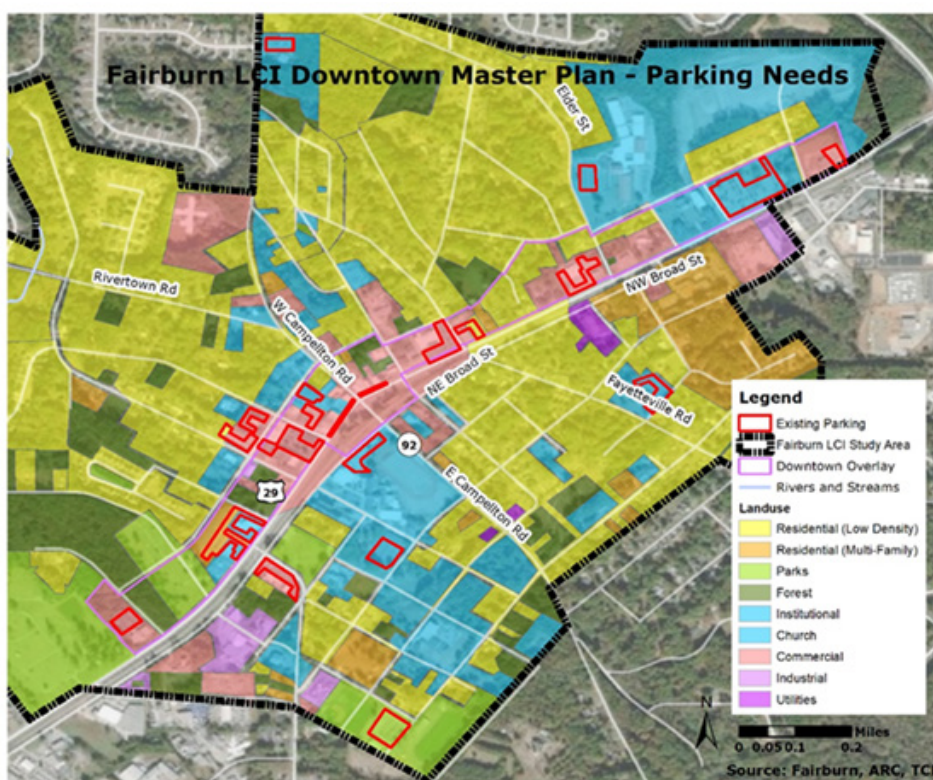 Fairburn LCI Downtown Master Plan - Parking Needs
Elder St
Rivertown Rd
NW Broad St
W Campellton Rd
NE Broad St
Fayetteville Rd
92
E Campellton Rd
29
Legend
Existing Parking
Fairburn LCI Study Area
Downtown Overlay
Rivers and Streams
Landuse
Residential (Low Density)
Residential (Multi-Family)
Parks
Forest
Institutional
Church
Commercial
Industrial
Utilities
N
Miles
0 0.05 0.1 0.2
Source: Fairburn, ARC, TC